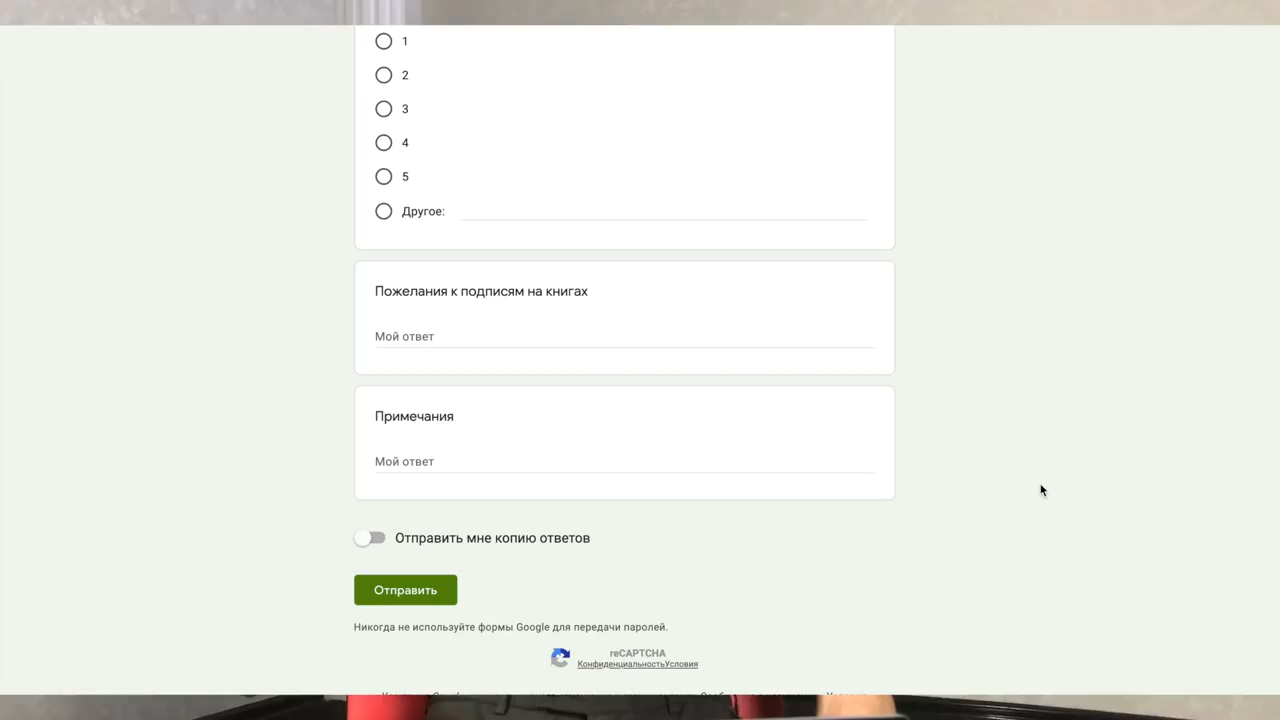 1
2
3
4
5
Другое:
Пожелания к подписям на книгах
Мой ответ
Примечания
Мой ответ
Отправить мне копию ответов
Отправить
Никогда не используйте формы Google для передачи паролей.
reCAPTCHA
КонфиденциальностьУсловия